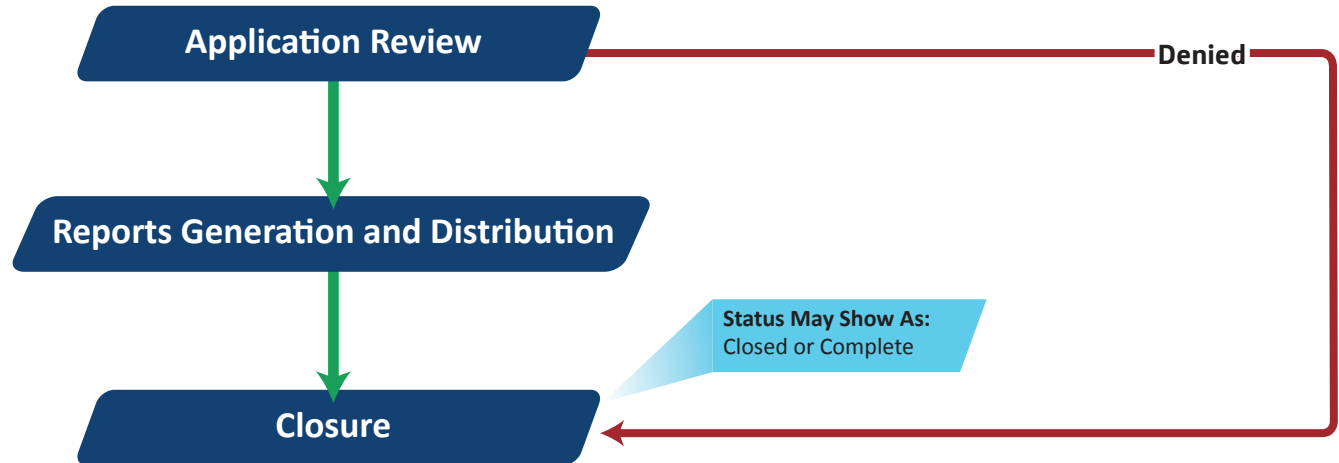 Application Review
Denied
Reports Generation and Distribution
Status May Show As:
Closed or Complete
Closure